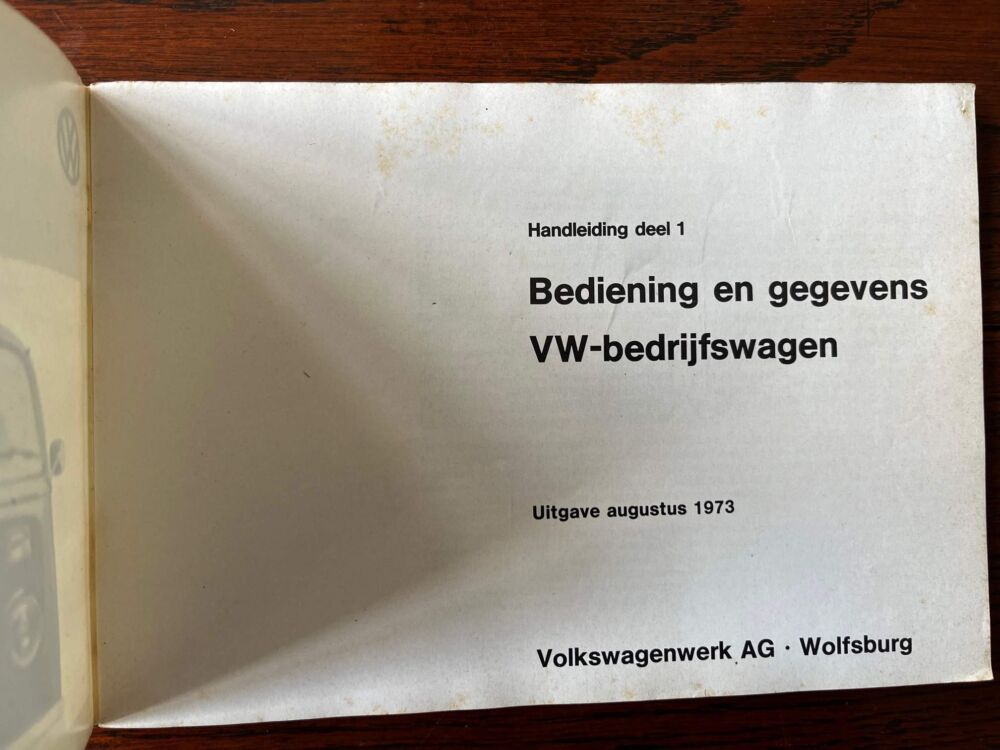 Handleiding deel 1
Bediening en gegevens
VW-bedrijfswagen
Uitgave augustus 1973
Volkswagenwerk AG · Wolfsburg